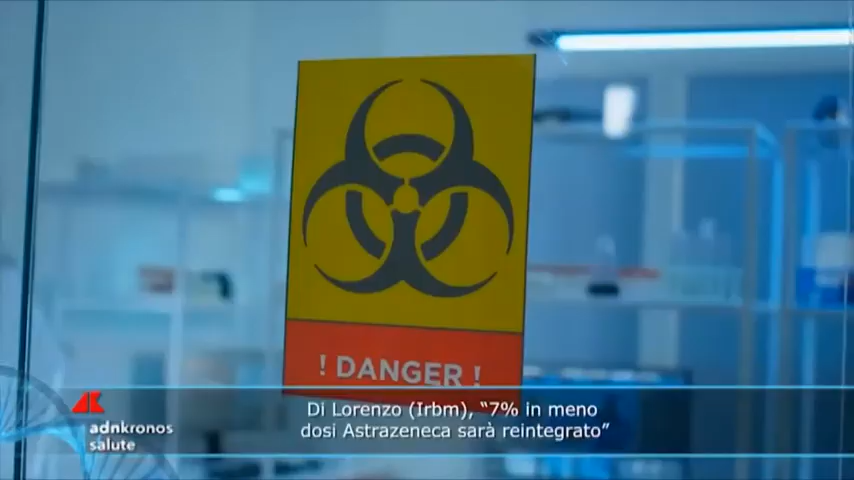 ! DANGER !
Di Lorenzo (Irbm), “7% in meno
dosi Astrazeneca sarà reintegrato”
adnkronos
salute